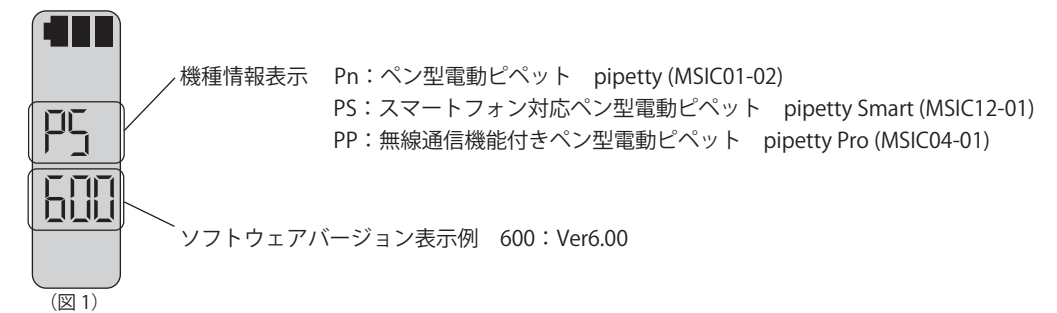 機種情報表示 Pn：ペン型電動ピペット pipetty (MSIC01-02)
PS：スマートフォン対応ペン型電動ピペット pipetty Smart (MSIC12-01)
PP：無線通信機能付きペン型電動ピペット pipetty Pro (MSIC04-01)
PS
600
ソフトウェアバージョン表示例 600：Ver6.00
（図 1）